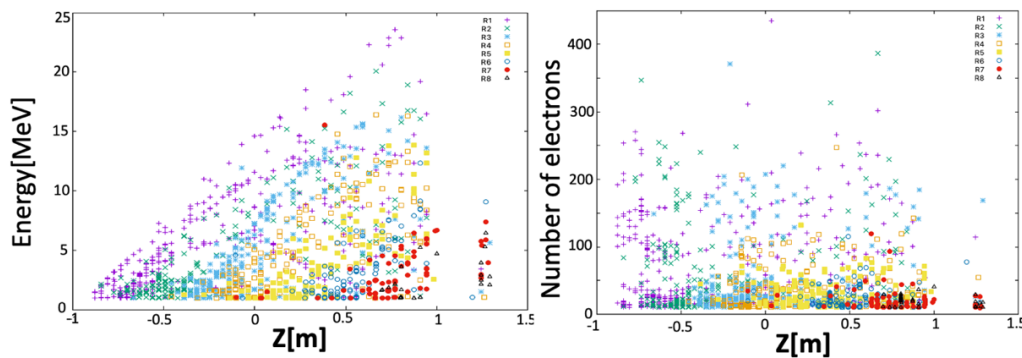 Energy[MeV]
25
20
15
10
5
0
-1
-0.5
0
0.5
1
1.5
Z[m]
R1
R2
R3
R4
R5
R6
R7
R8
Number of electrons
400
300
200
100
0
-1
-0.5
0
0.5
1
1.5
Z[m]
R1
R2
R3
R4
R5
R6
R7
R8